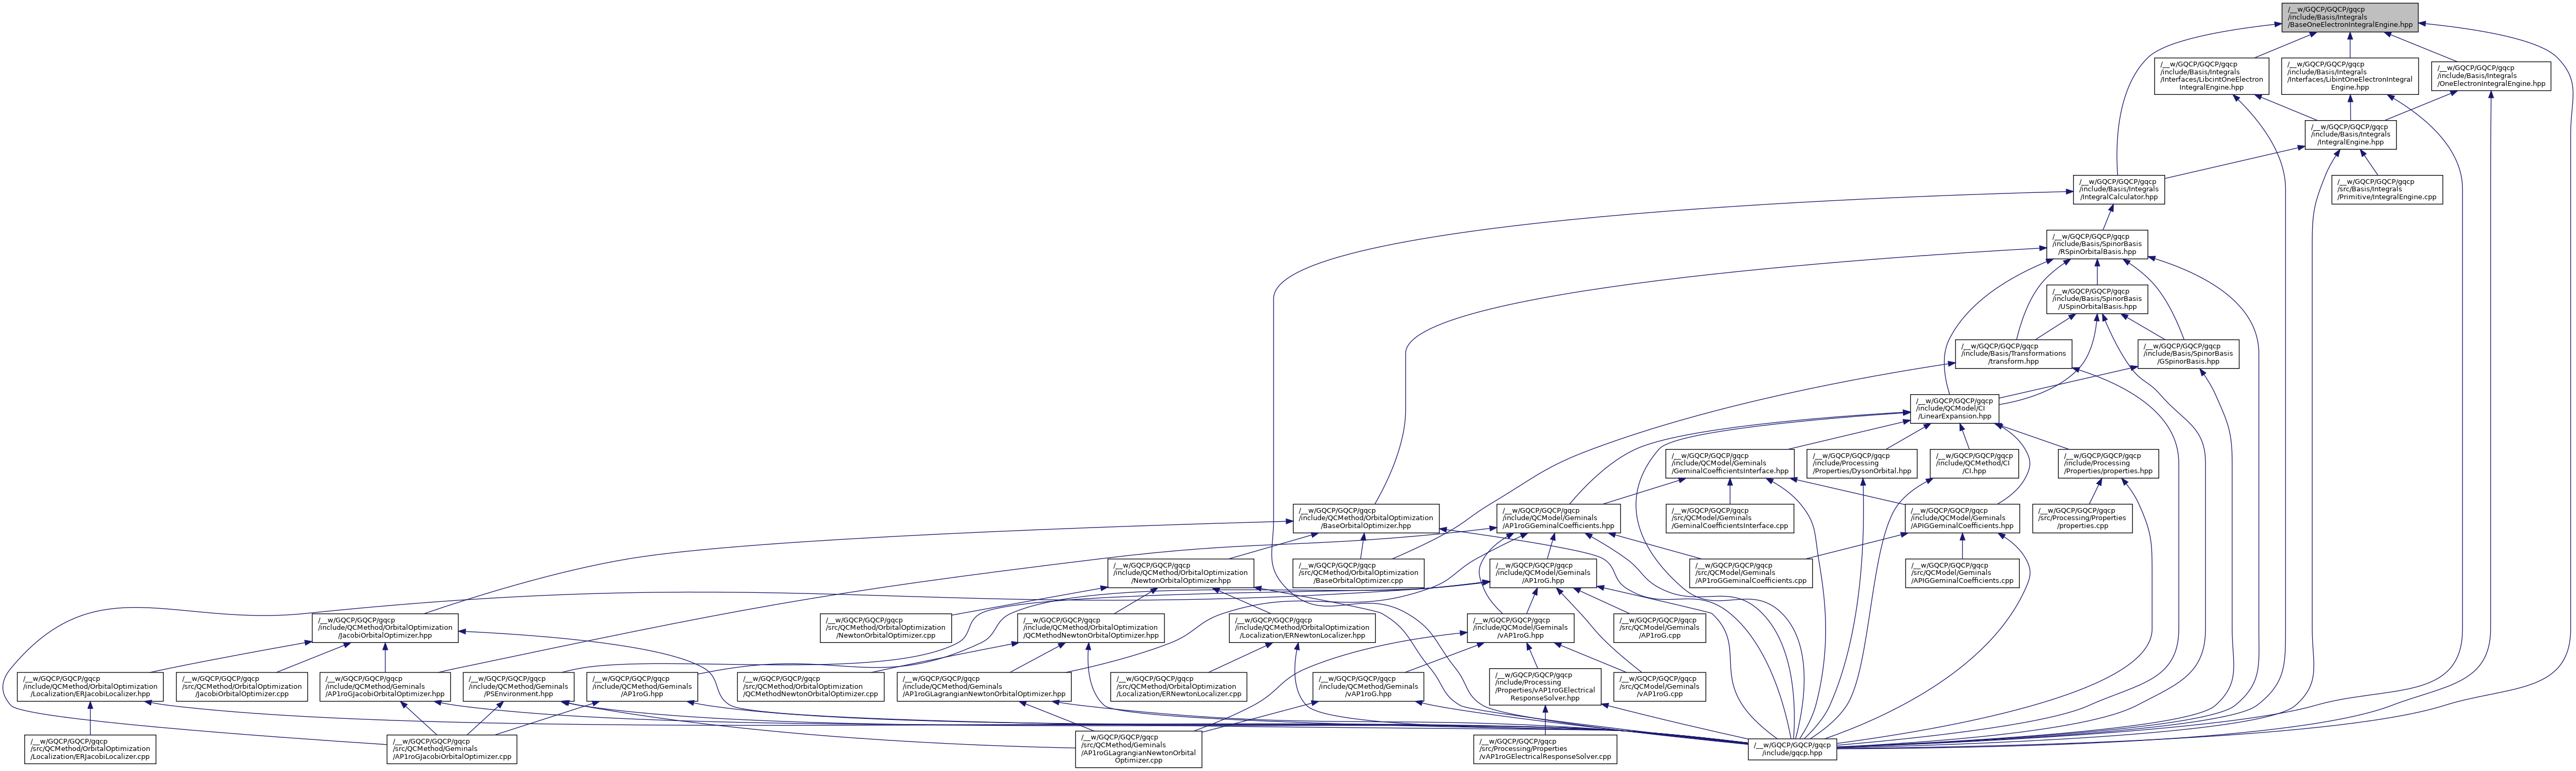 /__w/GQCP/GQCP/gqcp
/include/Basis/Integrals
/BaseOneElectronIntegralEngine.hpp
/__w/GQCP/GQCP/gqcp
/include/Basis/Integrals
/Interfaces/LibcintOneElectron
IntegralEngine.hpp
/__w/GQCP/GQCP/gqcp
/include/Basis/Integrals
/Interfaces/LibintOneElectronIntegral
Engine.hpp
/__w/GQCP/GQCP/gqcp
/include/Basis/Integrals
/OneElectronIntegralEngine.hpp
/__w/GQCP/GQCP/gqcp
/include/Basis/Integrals
/IntegralEngine.hpp
/__w/GQCP/GQCP/gqcp
/include/Basis/Integrals
/IntegralCalculator.hpp
/__w/GQCP/GQCP/gqcp
/src/Basis/Integrals
/Primitive/IntegralEngine.cpp
/__w/GQCP/GQCP/gqcp
/include/Basis/SpinorBasis
/RSpinOrbitalBasis.hpp
/__w/GQCP/GQCP/gqcp
/include/Basis/SpinorBasis
/USpinOrbitalBasis.hpp
/__w/GQCP/GQCP/gqcp
/include/Basis/Transformations
/transform.hpp
/__w/GQCP/GQCP/gqcp
/include/Basis/SpinorBasis
/GSpinorBasis.hpp
/__w/GQCP/GQCP/gqcp
/include/QCModel/CI
/LinearExpansion.hpp
/__w/GQCP/GQCP/gqcp
/include/QCModel/Geminals
/GeminalCoefficientsInterface.hpp
/__w/GQCP/GQCP/gqcp
/include/Processing
/Properties/DysonOrbital.hpp
/__w/GQCP/GQCP/gqcp
/include/QCMethod/CI
/CI.hpp
/__w/GQCP/GQCP/gqcp
/include/Processing
/Properties/properties.hpp
/__w/GQCP/GQCP/gqcp
/include/QCMethod/OrbitalOptimization
/BaseOrbitalOptimizer.hpp
/__w/GQCP/GQCP/gqcp
/include/QCModel/Geminals
/AP1roGGeminalCoefficients.hpp
/__w/GQCP/GQCP/gqcp
/src/QCModel/Geminals
/GeminalCoefficientsInterface.cpp
/__w/GQCP/GQCP/gqcp
/include/QCModel/Geminals
/APIGGeminalCoefficients.hpp
/__w/GQCP/GQCP/gqcp
/src/Processing/Properties
/properties.cpp
/__w/GQCP/GQCP/gqcp
/include/QCMethod/OrbitalOptimization
/NewtonOrbitalOptimizer.hpp
/__w/GQCP/GQCP/gqcp
/src/QCMethod/OrbitalOptimization
/BaseOrbitalOptimizer.cpp
/__w/GQCP/GQCP/gqcp
/include/QCModel/Geminals
/AP1roG.hpp
/__w/GQCP/GQCP/gqcp
/src/QCModel/Geminals
/AP1roGGeminalCoefficients.cpp
/__w/GQCP/GQCP/gqcp
/src/QCModel/Geminals
/APIGGeminalCoefficients.cpp
/__w/GQCP/GQCP/gqcp
/include/QCMethod/OrbitalOptimization
/JacobiOrbitalOptimizer.hpp
/__w/GQCP/GQCP/gqcp
/src/QCMethod/OrbitalOptimization
/NewtonOrbitalOptimizer.cpp
/__w/GQCP/GQCP/gqcp
/include/QCMethod/OrbitalOptimization
/QCMethodNewtonOrbitalOptimizer.hpp
/__w/GQCP/GQCP/gqcp
/include/QCMethod/OrbitalOptimization
/Localization/ERNewtonLocalizer.hpp
/__w/GQCP/GQCP/gqcp
/include/QCModel/Geminals
/vAP1roG.hpp
/__w/GQCP/GQCP/gqcp
/src/QCModel/Geminals
/AP1roG.cpp
/__w/GQCP/GQCP/gqcp
/include/QCMethod/OrbitalOptimization
/Localization/ERJacobiLocalizer.hpp
/__w/GQCP/GQCP/gqcp
/src/QCMethod/OrbitalOptimization
/JacobiOrbitalOptimizer.cpp
/__w/GQCP/GQCP/gqcp
/include/QCMethod/Geminals
/AP1roGJacobiOrbitalOptimizer.hpp
/__w/GQCP/GQCP/gqcp
/include/QCMethod/Geminals
/PSEnvironment.hpp
/__w/GQCP/GQCP/gqcp
/include/QCMethod/Geminals
/AP1roG.hpp
/__w/GQCP/GQCP/gqcp
/src/QCMethod/OrbitalOptimization
/QCMethodNewtonOrbitalOptimizer.cpp
/__w/GQCP/GQCP/gqcp
/include/QCMethod/Geminals
/AP1roGLagrangianNewtonOrbitalOptimizer.hpp
/__w/GQCP/GQCP/gqcp
/src/QCMethod/OrbitalOptimization
/Localization/ERNewtonLocalizer.cpp
/__w/GQCP/GQCP/gqcp
/include/QCMethod/Geminals
/vAP1roG.hpp
/__w/GQCP/GQCP/gqcp
/include/Processing
/Properties/vAP1roGElectrical
ResponseSolver.hpp
/__w/GQCP/GQCP/gqcp
/src/QCModel/Geminals
/vAP1roG.cpp
/__w/GQCP/GQCP/gqcp
/src/QCMethod/OrbitalOptimization
/Localization/ERJacobiLocalizer.cpp
/__w/GQCP/GQCP/gqcp
/src/QCMethod/Geminals
/AP1roGJacobiOrbitalOptimizer.cpp
/__w/GQCP/GQCP/gqcp
/src/QCMethod/Geminals
/AP1roGLagrangianNewtonOrbital
Optimizer.cpp
/__w/GQCP/GQCP/gqcp
/src/Processing/Properties
/vAP1roGElectricalResponseSolver.cpp
/__w/GQCP/GQCP/gqcp
/include/gqcp.hpp